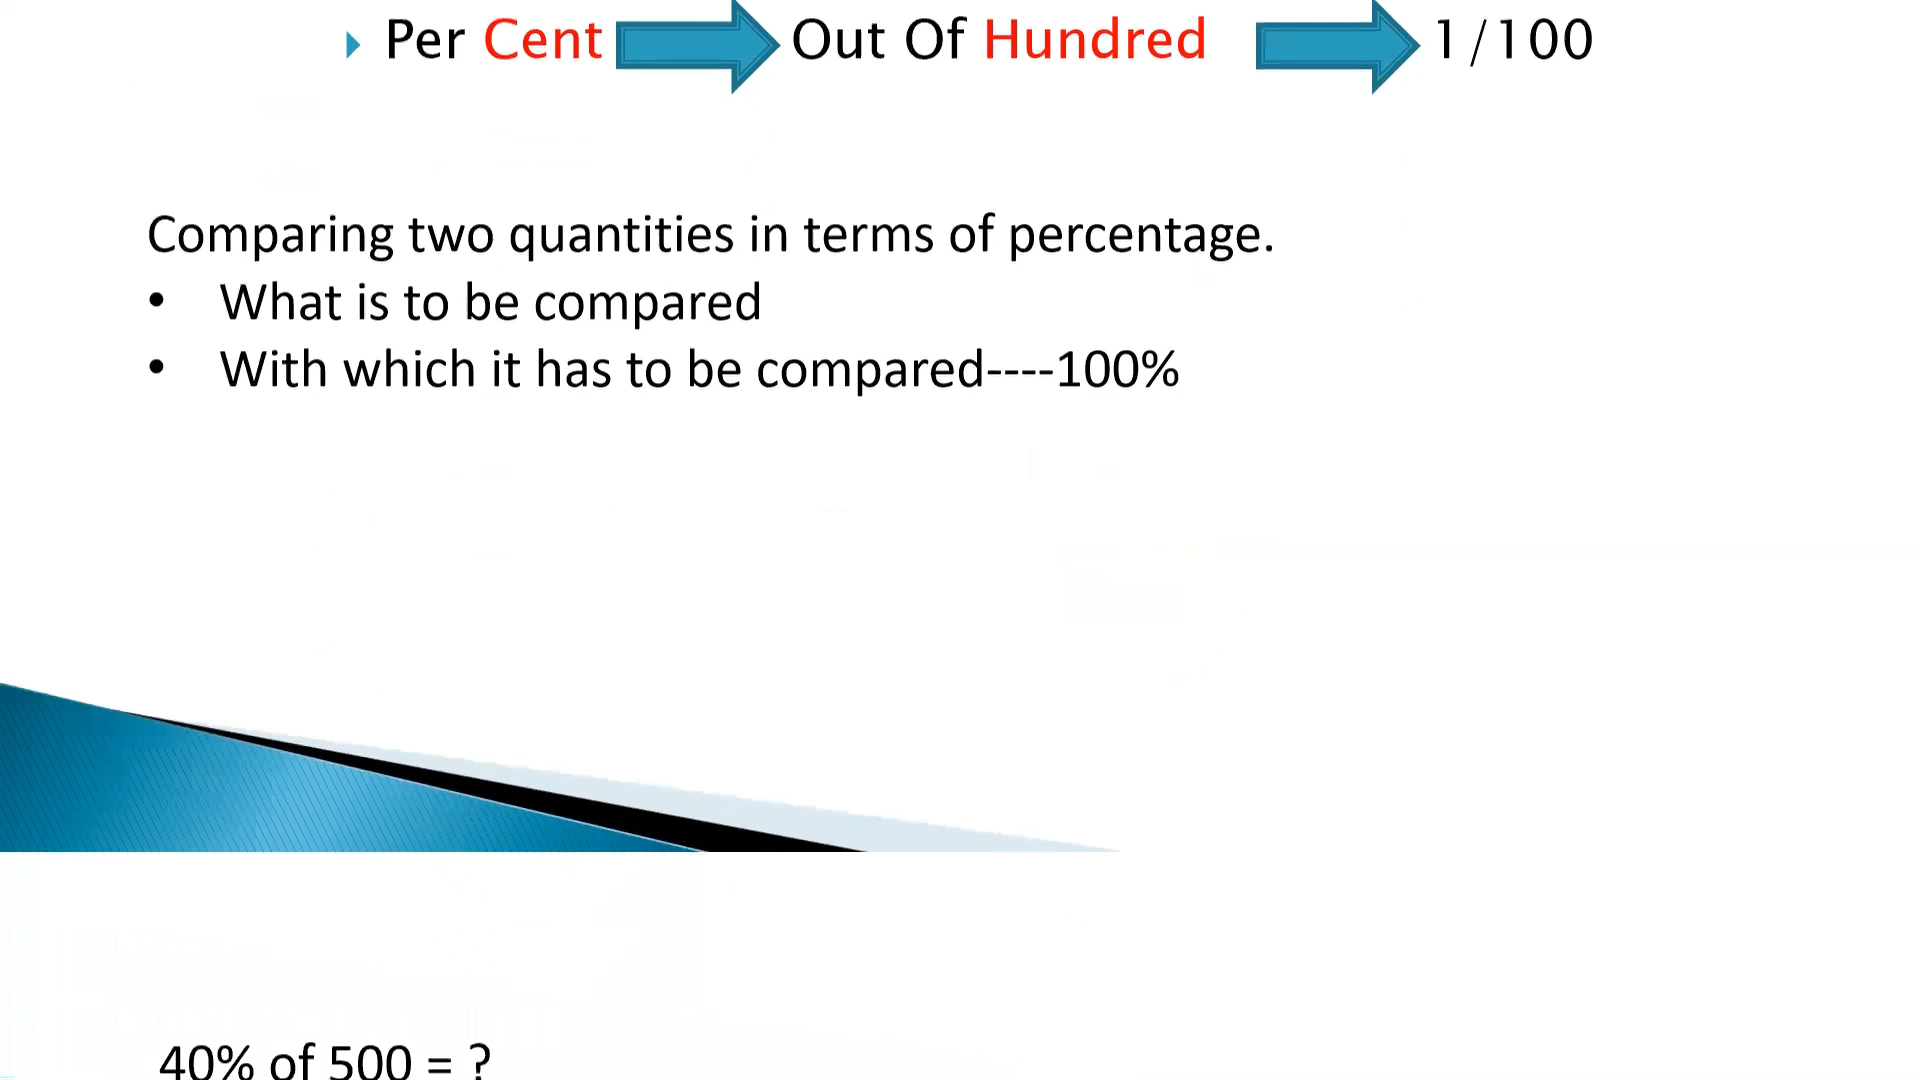 Per Cent Out Of Hundred 1/100
Comparing two quantities in terms of percentage.
• What is to be compared
• With which it has to be compared----100%
40% of 500 = ?